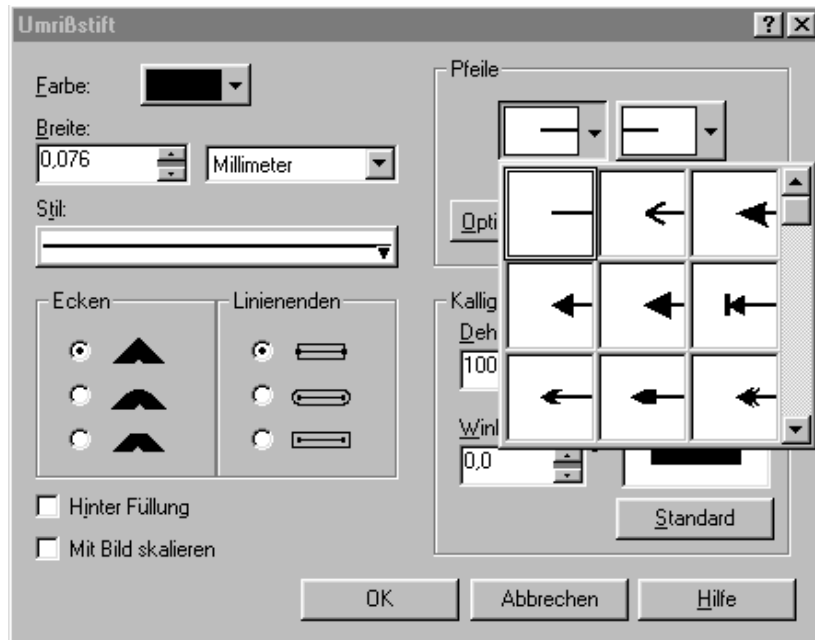 Umrißstift
Farbe:
Breite:
0,076
Millimeter
Stil:
Ecken
Linienenden
Hinter Füllung
Mit Bild skalieren
Pfeile
Opti
Kallig
Deh
100
Winl
0,0
Standard
OK
Abbrechen
Hilfe